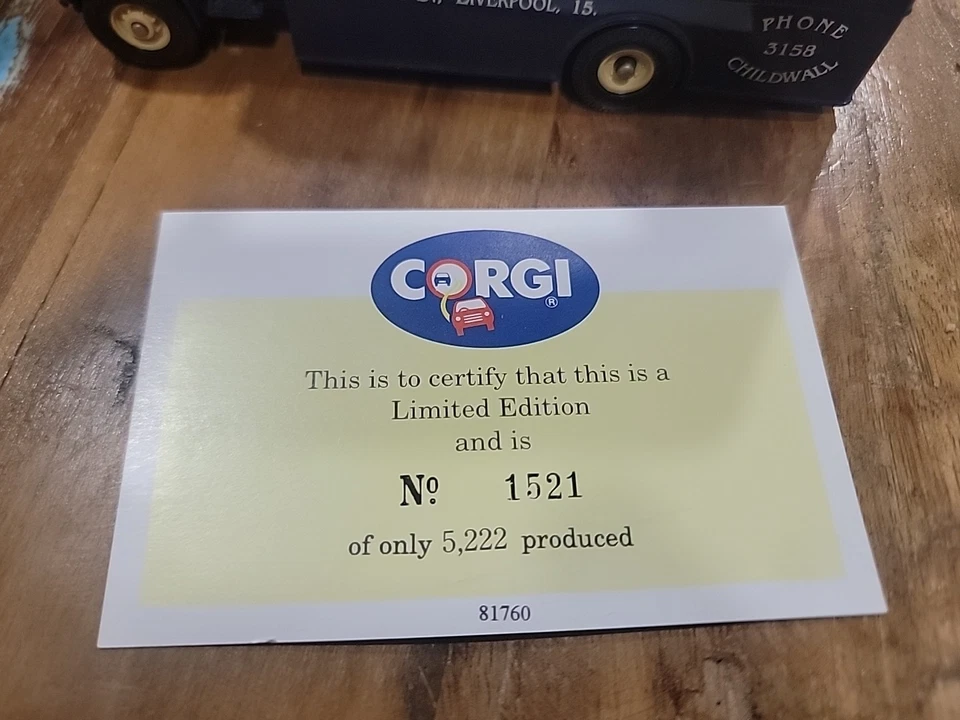 LIVERPOOL, 15.
PHONE
3158
CHILDWALL
CORGI
®
This is to certify that this is a
Limited Edition
and is
Nº 1521
of only 5,222 produced
81760